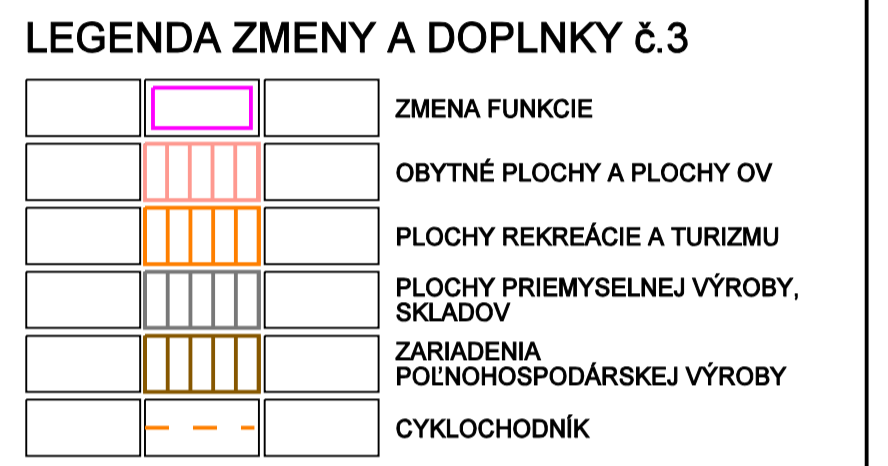 LEGENDA ZMENY A DOPLNKY č.3
ZMENA FUNKCIE
OBYTNÉ PLOCHY A PLOCHY OV
PLOCHY REKREÁCIE A TURIZMU
PLOCHY PRIEMYSELNEJ VÝROBY,
SKLADOV
ZARIADENIA
POĽNOHOSPODÁRSKEJ VÝROBY
CYKLOCHODNÍK